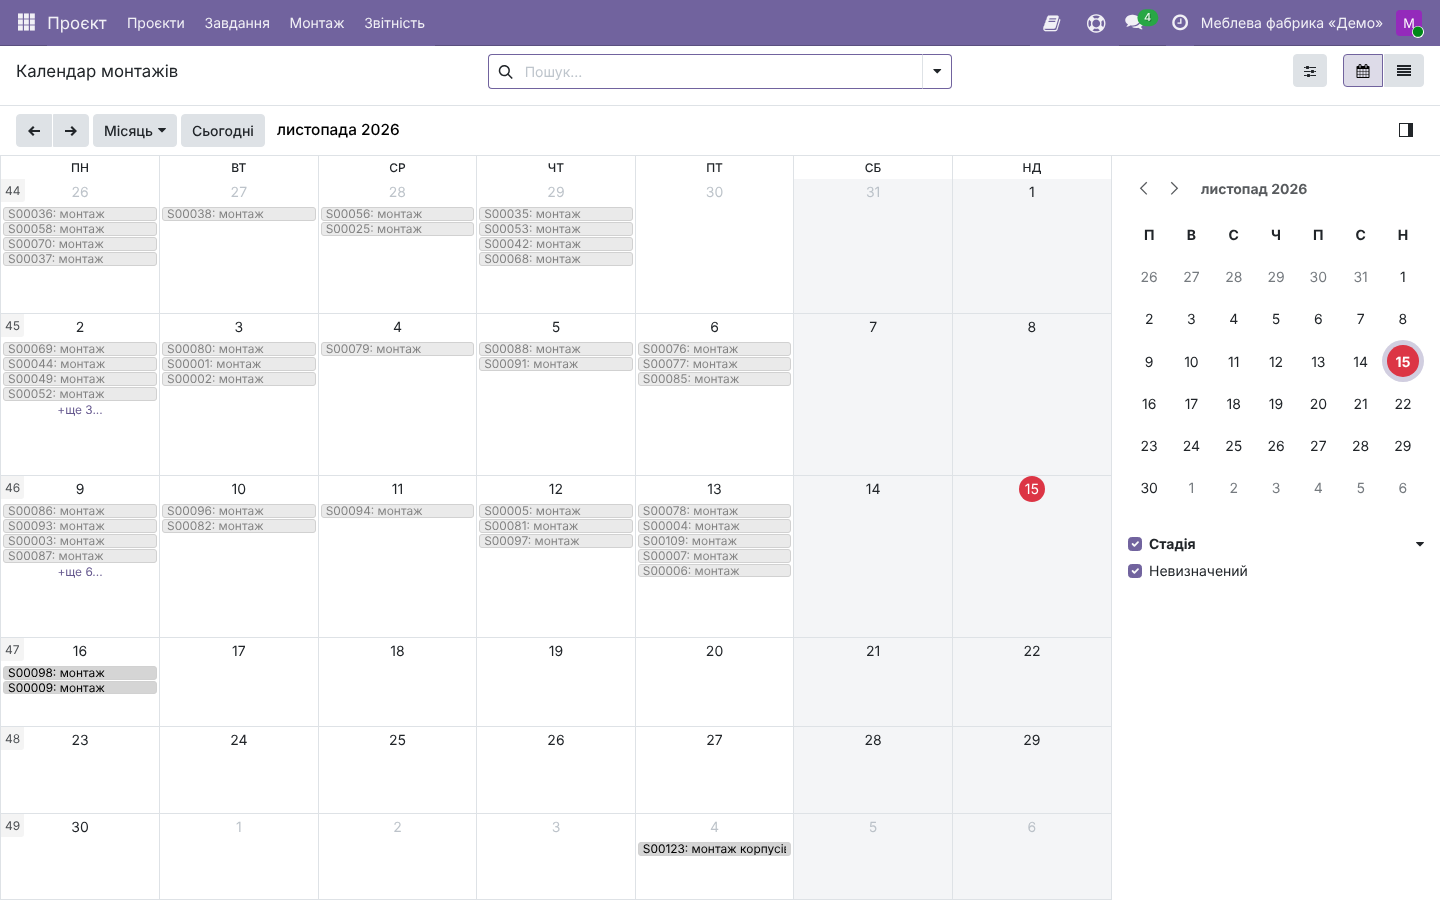 Проєкт Проєкти Завдання Монтаж Звітність 4 Меблева фабрика «Демо» M
Календар монтажів Пошук...
Місяць Сьогодні листопада 2026
ПН ВТ СР ЧТ ПТ СБ НД
44 26 27 28 29 30 31 1
S00036: монтаж S00038: монтаж S00056: монтаж S00035: монтаж
S00058: монтаж S00025: монтаж S00053: монтаж
S00070: монтаж S00042: монтаж
S00037: монтаж S00068: монтаж
45 2 3 4 5 6 7 8
S00069: монтаж S00080: монтаж S00079: монтаж S00088: монтаж S00076: монтаж
S00044: монтаж S00001: монтаж S00091: монтаж S00077: монтаж
S00049: монтаж S00002: монтаж S00085: монтаж
S00052: монтаж
+ще 3...
46 9 10 11 12 13 14 15
S00086: монтаж S00096: монтаж S00094: монтаж S00005: монтаж S00078: монтаж
S00093: монтаж S00082: монтаж S00081: монтаж S00004: монтаж
S00003: монтаж S00097: монтаж S00109: монтаж
S00087: монтаж S00007: монтаж
+ще 6... S00006: монтаж
47 16 17 18 19 20 21 22
S00098: монтаж
S00009: монтаж
48 23 24 25 26 27 28 29
49 30 1 2 3 4 5 6
S00123: монтаж корпусів
листопад 2026
П В С Ч П С Н
26 27 28 29 30 31 1
2 3 4 5 6 7 8
9 10 11 12 13 14 15
16 17 18 19 20 21 22
23 24 25 26 27 28 29
30 1 2 3 4 5 6
Стадія
Невизначений